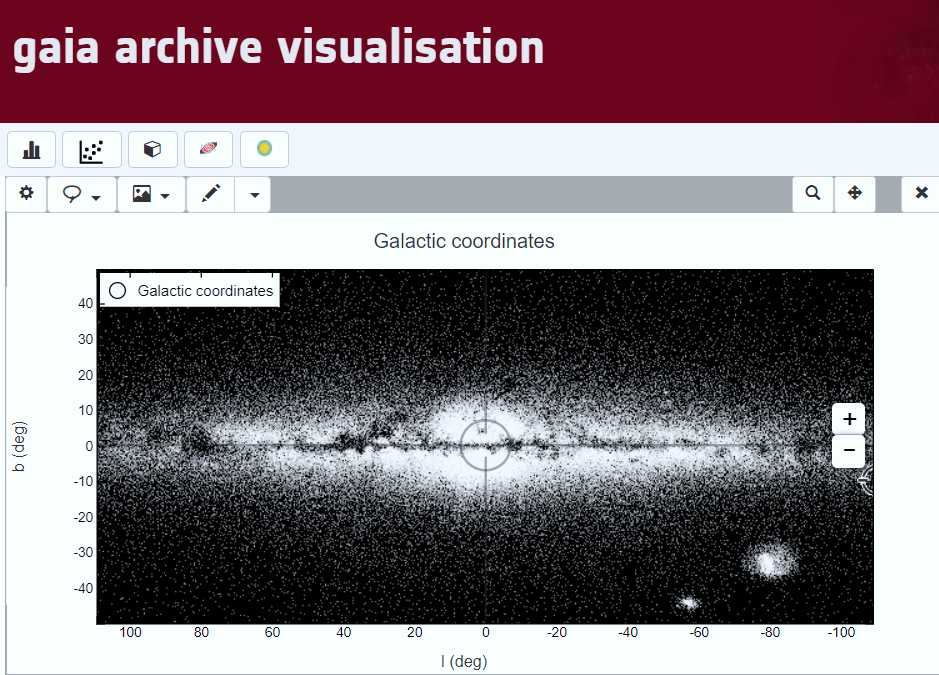 gaia archive visualisation
Galactic coordinates
Galactic coordinates
40
30
20
10
0
-10
-20
-30
-40
b (deg)
+
−
100 80 60 40 20 0 -20 -40 -60 -80 -100
l (deg)